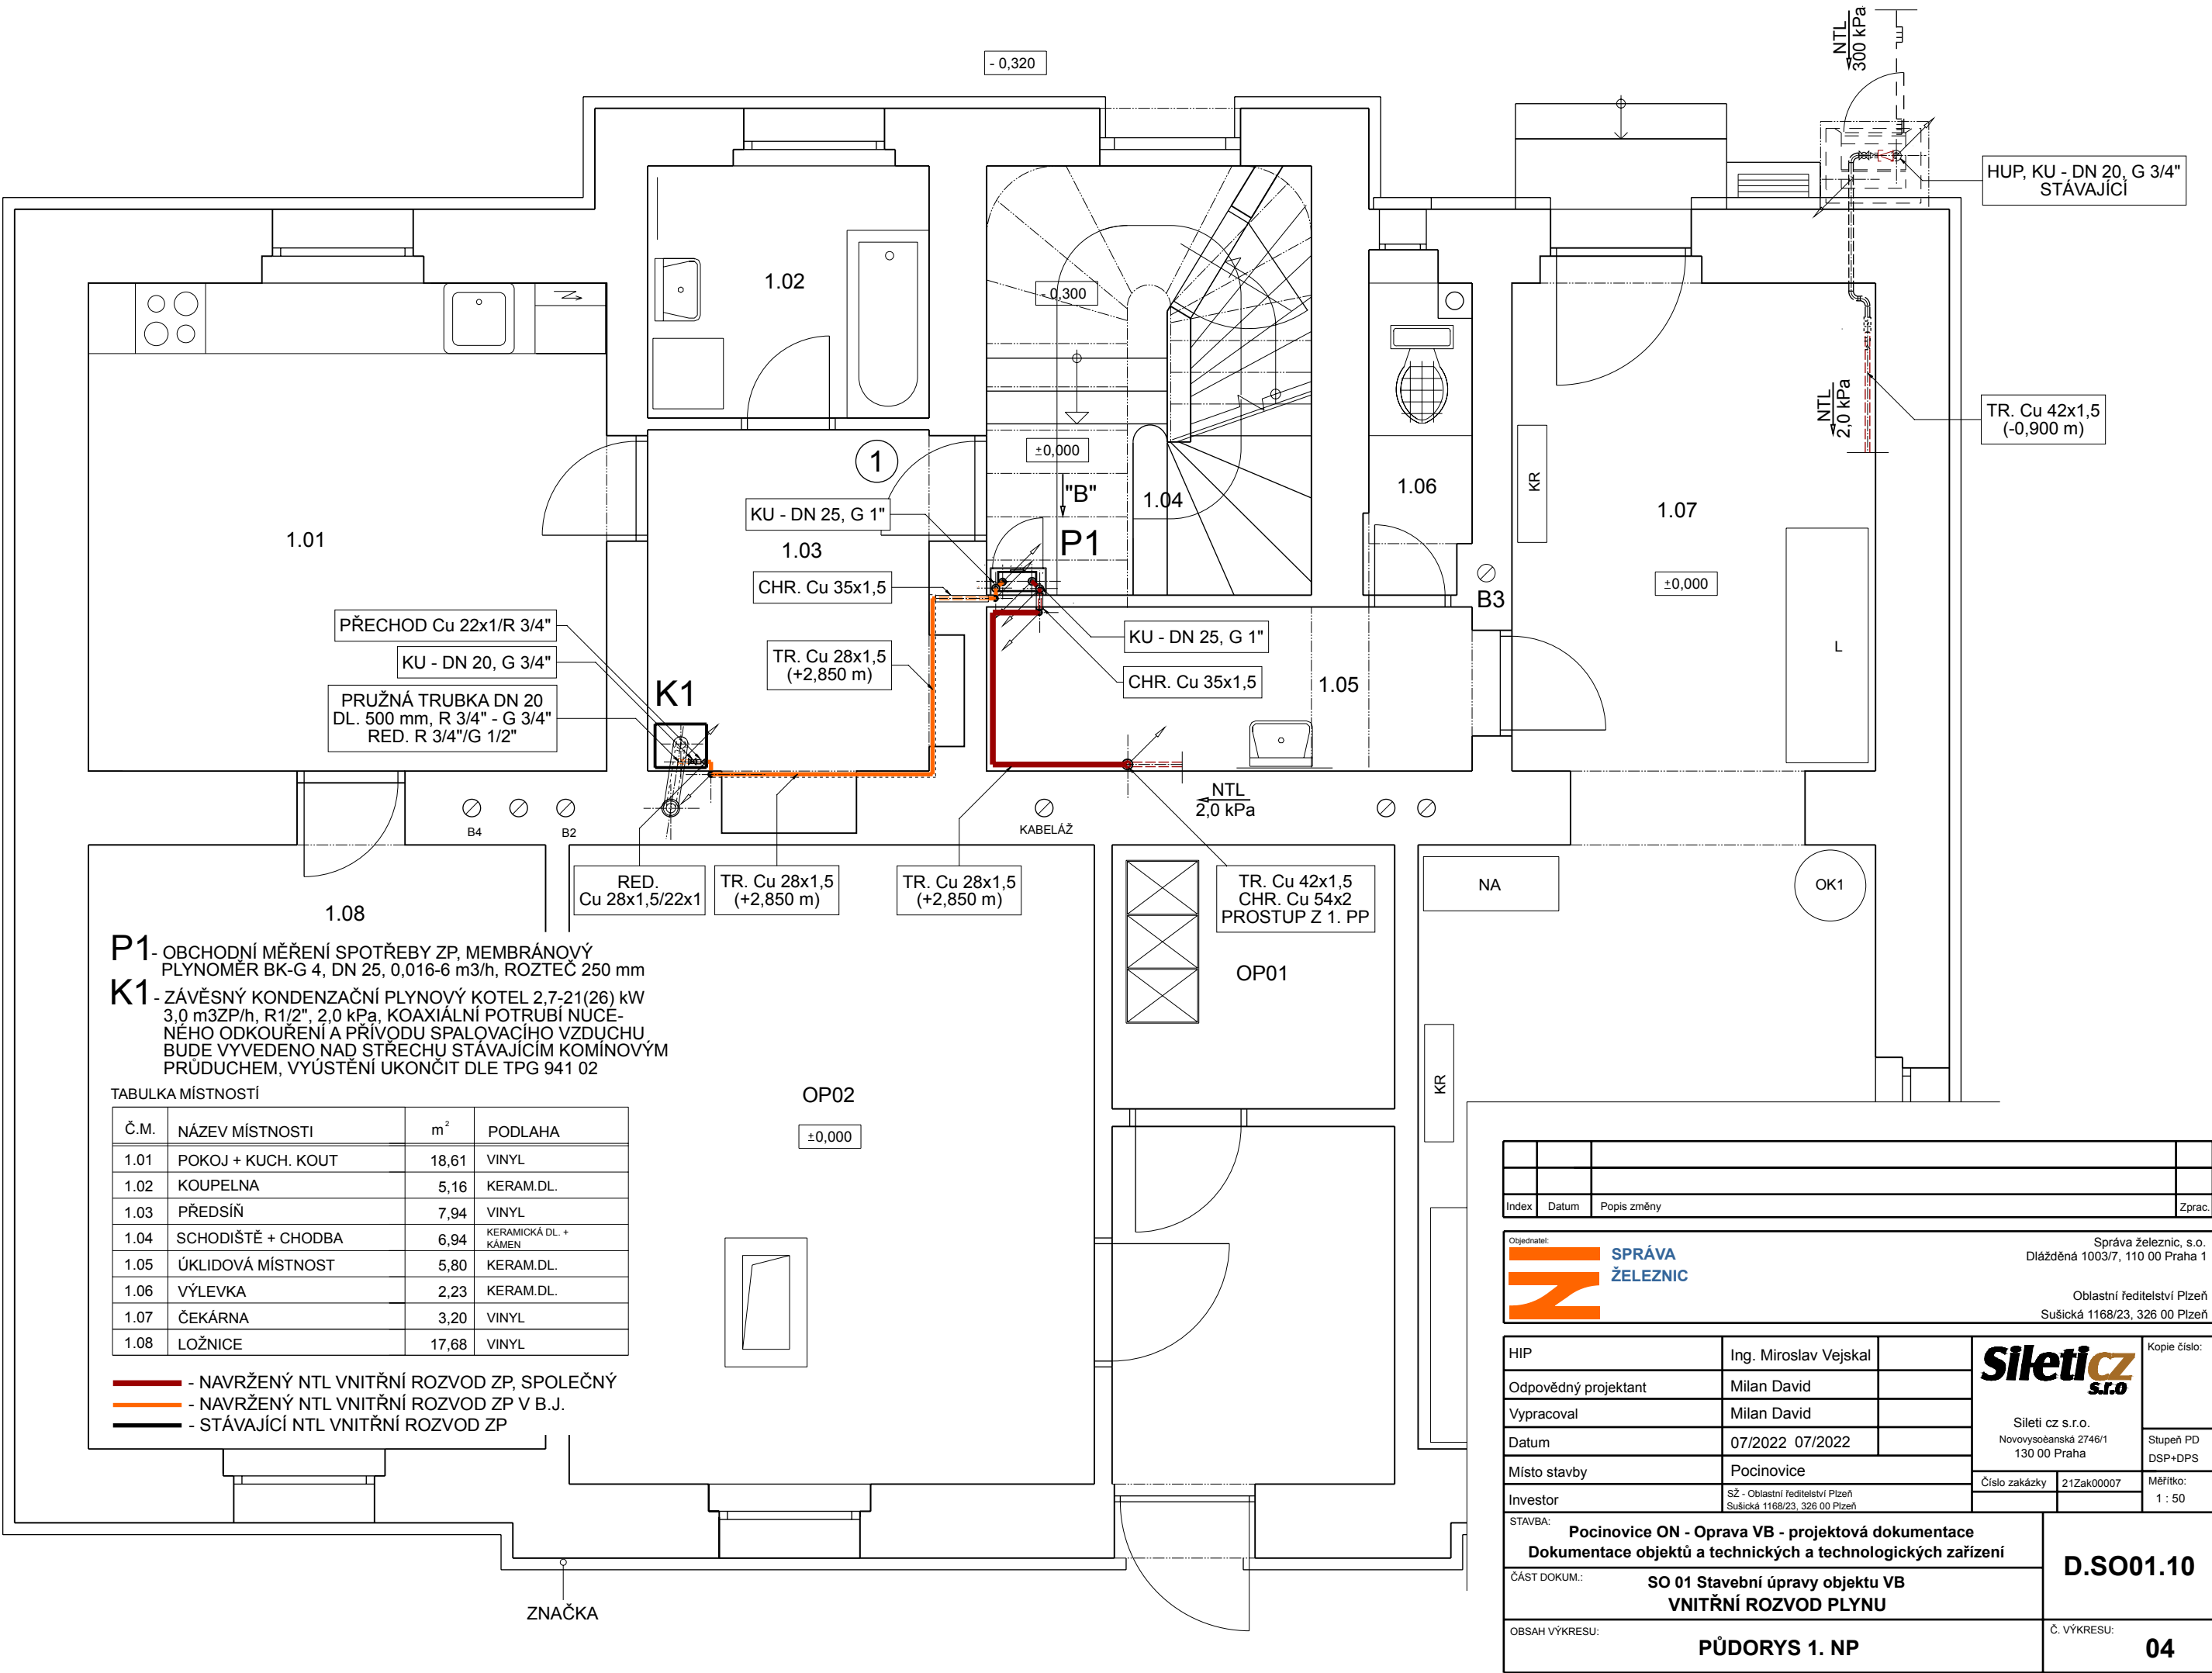 - 0,320
NTL
300 kPa
HUP, KU - DN 20, G 3/4"
STÁVAJÍCÍ
1.02
- 0,300
NTL
2,0 kPa
TR. Cu 42x1,5
(-0,900 m)
±0,000
1
"B"
1.04
1.06
KR
1.07
KU - DN 25, G 1"
1.01
1.03
P1
CHR. Cu 35x1,5
±0,000
B3
PŘECHOD Cu 22x1/R 3/4"
KU - DN 20, G 3/4"
PRUŽNÁ TRUBKA DN 20
DL. 500 mm, R 3/4" - G 3/4"
RED. R 3/4"/G 1/2"
K1
TR. Cu 28x1,5
(+2,850 m)
KU - DN 25, G 1"
CHR. Cu 35x1,5
1.05
L
NTL
2,0 kPa
B4
B2
KABELÁŽ
RED.
Cu 28x1,5/22x1
TR. Cu 28x1,5
(+2,850 m)
TR. Cu 28x1,5
(+2,850 m)
TR. Cu 42x1,5
CHR. Cu 54x2
PROSTUP Z 1. PP
NA
OK1
1.08
OP01
P1 - OBCHODNÍ MĚŘENÍ SPOTŘEBY ZP, MEMBRÁNOVÝ
PLYNOMĚR BK-G 4, DN 25, 0,016-6 m3/h, ROZTEČ 250 mm
K1 - ZÁVĚSNÝ KONDENZAČNÍ PLYNOVÝ KOTEL 2,7-21(26) kW
3,0 m3ZP/h, R1/2", 2,0 kPa, KOAXIÁLNÍ POTRUBÍ NUCE-
NÉHO ODKOUŘENÍ A PŘÍVODU SPALOVACÍHO VZDUCHU
BUDE VYVEDENO NAD STŘECHU STÁVAJÍCÍM KOMÍNOVÝM
PRŮDUCHEM, VYÚSTĚNÍ UKONČIT DLE TPG 941 02
OP02
±0,000
KR
TABULKA MÍSTNOSTÍ
Č.M. NÁZEV MÍSTNOSTI m² PODLAHA
1.01 POKOJ + KUCH. KOUT 18,61 VINYL
1.02 KOUPELNA 5,16 KERAM.DL.
1.03 PŘEDSÍŇ 7,94 VINYL
1.04 SCHODIŠTĚ + CHODBA 6,94 KERAMICKÁ DL. +
KÁMEN
1.05 ÚKLIDOVÁ MÍSTNOST 5,80 KERAM.DL.
1.06 VÝLEVKA 2,23 KERAM.DL.
1.07 ČEKÁRNA 3,20 VINYL
1.08 LOŽNICE 17,68 VINYL
- NAVRŽENÝ NTL VNITŘNÍ ROZVOD ZP, SPOLEČNÝ
- NAVRŽENÝ NTL VNITŘNÍ ROZVOD ZP V B.J.
- STÁVAJÍCÍ NTL VNITŘNÍ ROZVOD ZP
ZNAČKA
Index Datum Popis změny Zprac.
Objednatel:
SPRÁVA
ŽELEZNIC
Správa železnic, s.o.
Dlážděná 1003/7, 110 00 Praha 1
Oblastní ředitelství Plzeň
Sušická 1168/23, 326 00 Plzeň
HIP Ing. Miroslav Vejskal
Odpovědný projektant Milan David
Vypracoval Milan David
Datum 07/2022 07/2022
Místo stavby Pocinovice
Investor SŽ - Oblastní ředitelství Plzeň
Sušická 1168/23, 326 00 Plzeň
Sileti cz
s.r.o
Sileti cz s.r.o.
Novovysoèanská 2746/1
130 00 Praha
Číslo zakázky 21Zak00007
Kopie číslo:
Stupeň PD
DSP+DPS
Měřítko:
1 : 50
STAVBA:
Pocinovice ON - Oprava VB - projektová dokumentace
Dokumentace objektů a technických a technologických zařízení
ČÁST DOKUM.:
SO 01 Stavební úpravy objektu VB
VNITŘNÍ ROZVOD PLYNU
D.SO01.10
OBSAH VÝKRESU:
PŮDORYS 1. NP
Č. VÝKRESU:
04